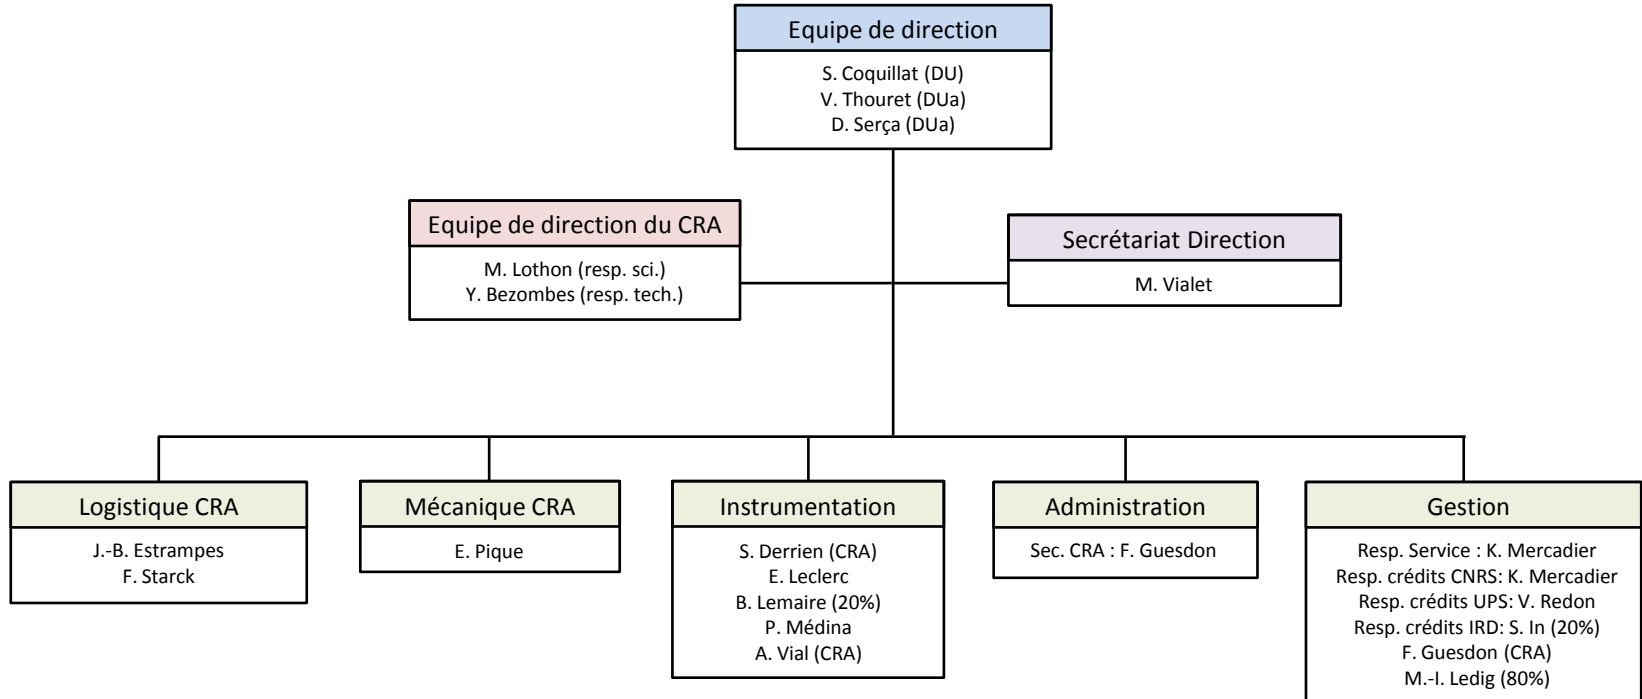 Equipe de direction
S. Coquillat (DU)
V. Thouret (DUa)
D. Serça (DUa)
Equipe de direction du CRA
M. Lothon (resp. sci.)
Y. Bezombes (resp. tech.)
Secrétariat Direction
M. Vialet
Logistique CRA
J.-B. Estrampes
F. Starck
Mécanique CRA
E. Pique
Instrumentation
S. Derrien (CRA)
E. Leclerc
B. Lemaire (20%)
P. Médina
A. Vial (CRA)
Administration
Sec. CRA : F. Guesdon
Gestion
Resp. Service : K. Mercadier
Resp. crédits CNRS: K. Mercadier
Resp. crédits UPS: V. Redon
Resp. crédits IRD: S. In (20%)
F. Guesdon (CRA)
M.-I. Ledig (80%)